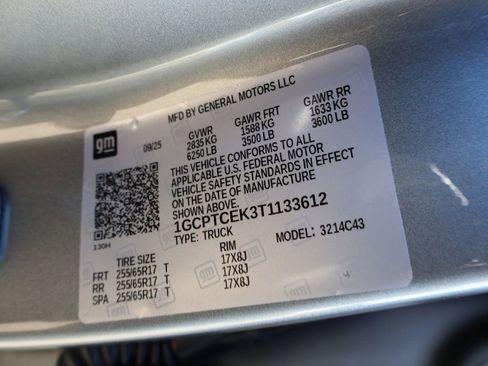 MFD BY GENERAL MOTORS LLC
gm 09/25 GVWR GAWR FRT GAWR RR
2835 KG 1588 KG 1633 KG
6250 LB 3500 LB 3600 LB
THIS VEHICLE CONFORMS TO ALL
APPLICABLE U.S. FEDERAL MOTOR
VEHICLE SAFETY STANDARDS IN EFFECT
ON THE DATE OF MANUFACTURE
SHOWN ABOVE.
1GCPTCEK3T1133612
130H TYPE: TRUCK MODEL: 3214C43
TIRE SIZE RIM
FRT 255/65R17 T 17X8J
RR 255/65R17 T 17X8J
SPA 255/65R17 T 17X8J